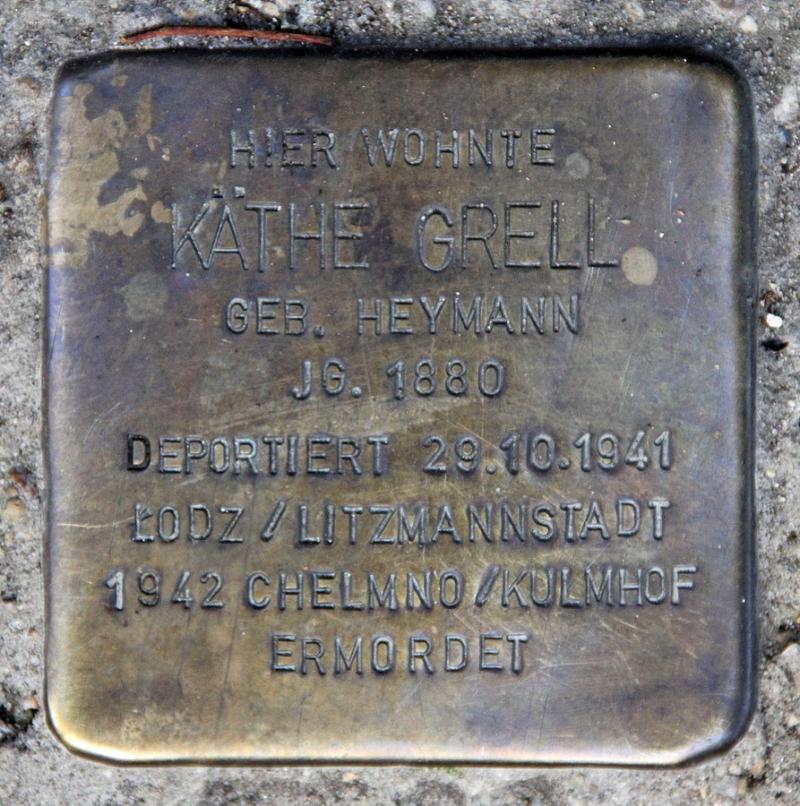 HIER WOHNTE
KÄTHE GRELL
GEB. HEYMANN
JG. 1880
DEPORTIERT 29.10.1941
ŁODZ/LITZMANNSTADT
1942 CHELMNO/KULMHOF
ERMORDET